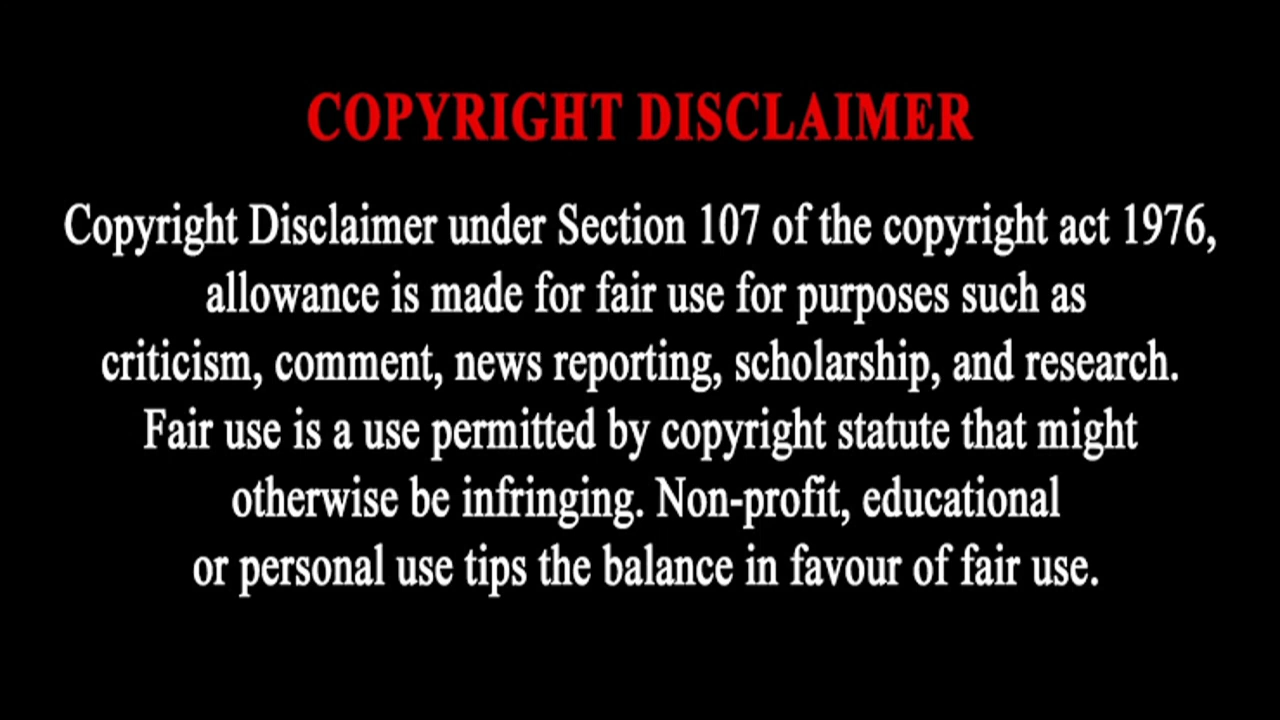 COPYRIGHT DISCLAIMER
Copyright Disclaimer under Section 107 of the copyright act 1976,
allowance is made for fair use for purposes such as
criticism, comment, news reporting, scholarship, and research.
Fair use is a use permitted by copyright statute that might
otherwise be infringing. Non-profit, educational
or personal use tips the balance in favour of fair use.